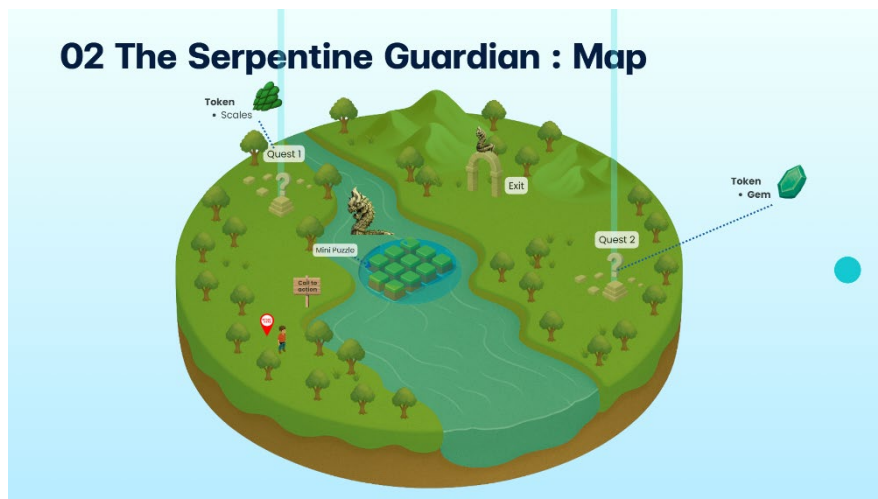 02 The Serpentine Guardian : Map
Token
• Scales
Quest 1
Exit
Token
• Gem
Mini Puzzle
Quest 2
Call to
action